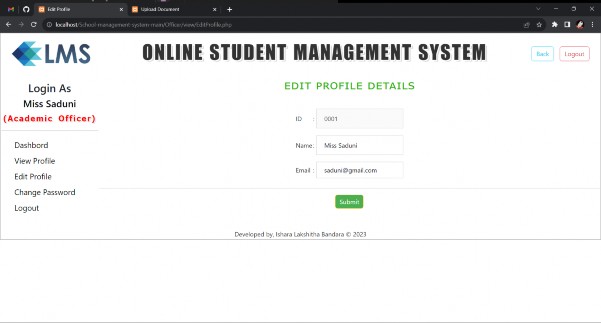 Edit Profile
Upload Document
localhost/School-management-system-main/Officer/view/EditProfile.php
LMS
ONLINE STUDENT MANAGEMENT SYSTEM
Back
Logout
Login As
Miss Saduni
(Academic Officer)
Dashbord
View Profile
Edit Profile
Change Password
Logout
EDIT PROFILE DETAILS
ID : 0001
Name: Miss Saduni
Email : saduni@gmail.com
Submit
Developed by, Ishara Lakshitha Bandara © 2023